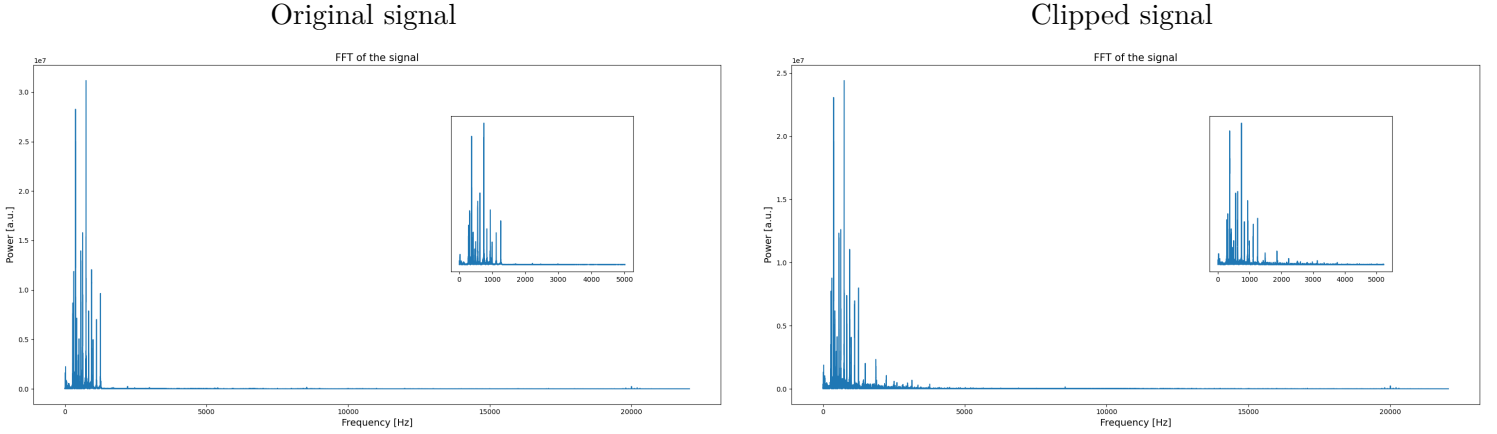 Original signal
Clipped signal
FFT of the signal
1e7
Power [a.u.]
3.0
2.5
2.0
1.5
1.0
0.5
0.0
0 1000 2000 3000 4000 5000
0 5000 10000 15000 20000
Frequency [Hz]
FFT of the signal
1e7
Power [a.u.]
2.5
2.0
1.5
1.0
0.5
0.0
0 1000 2000 3000 4000 5000
0 5000 10000 15000 20000
Frequency [Hz]